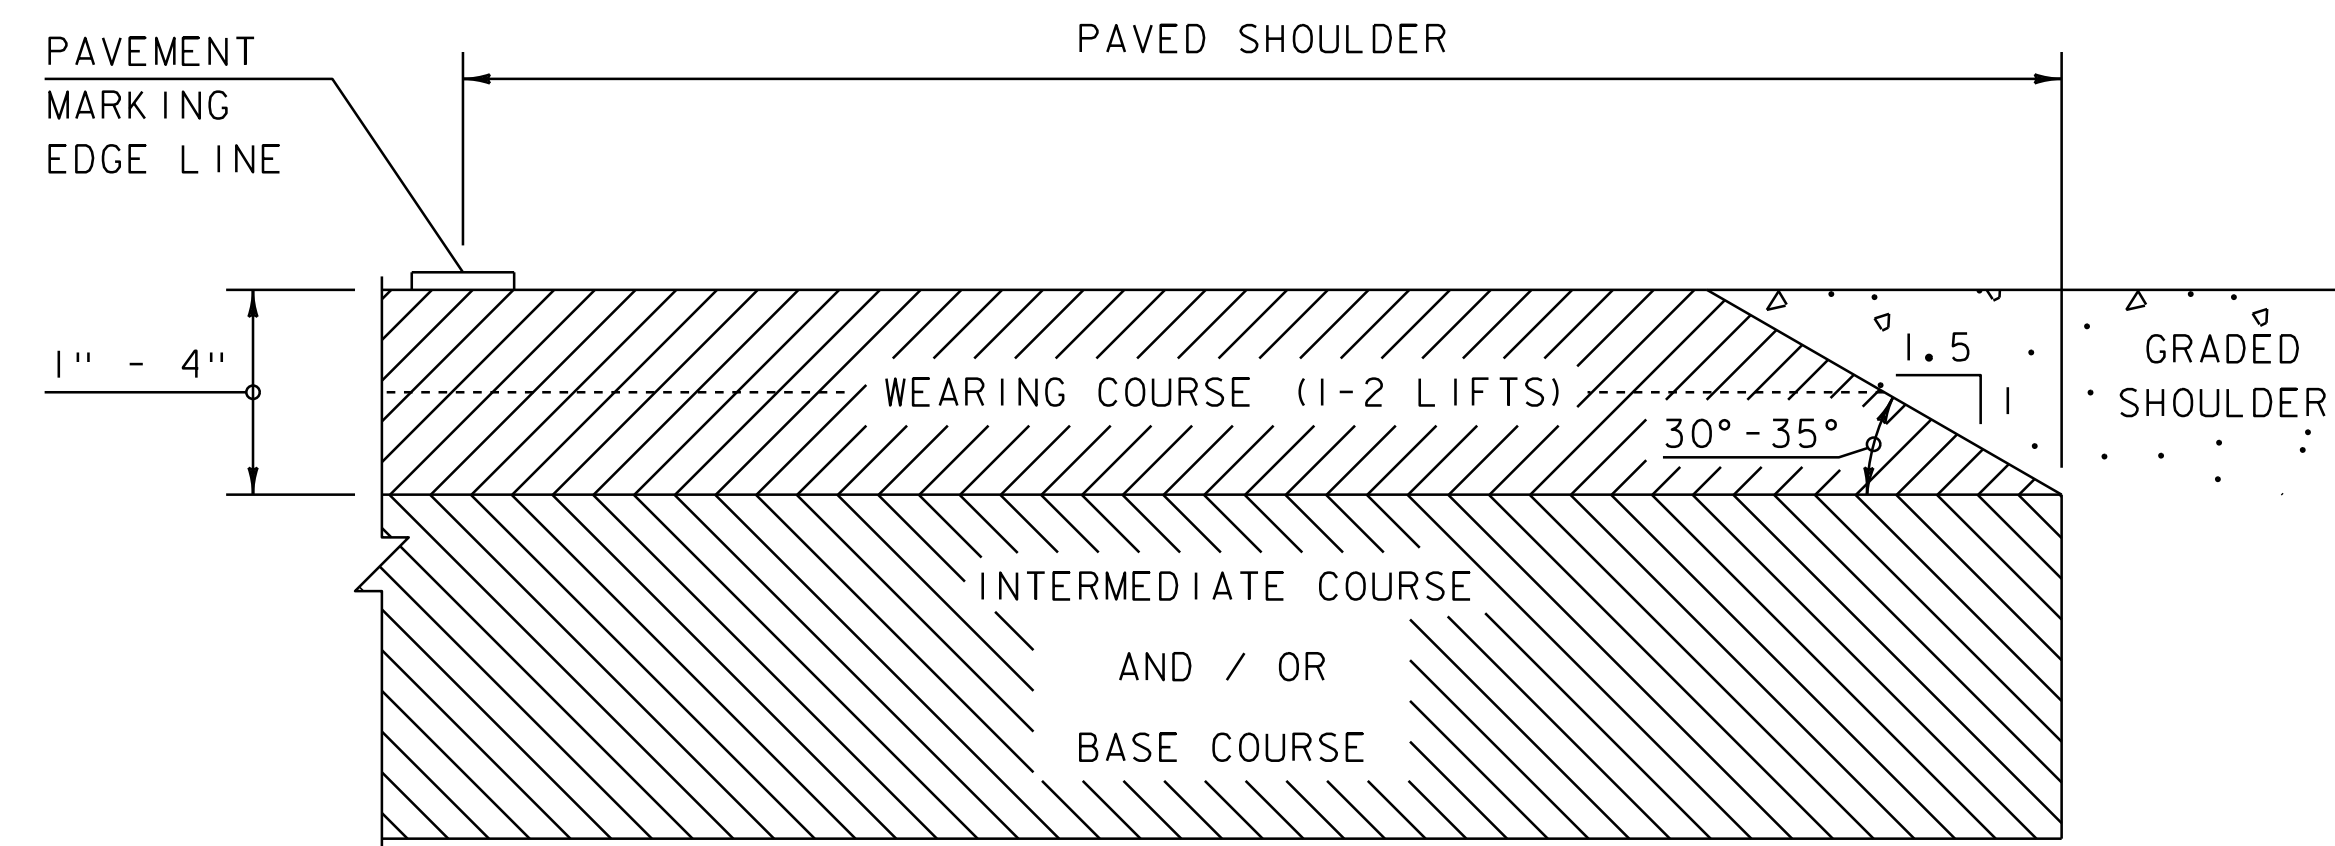 PAVED SHOULDER
PAVEMENT
MARKING
EDGE LINE
1" - 4"
WEARING COURSE (1-2 LIFTS)
30°-35°
1.5
1
GRADED
SHOULDER
INTERMEDIATE COURSE
AND / OR
BASE COURSE